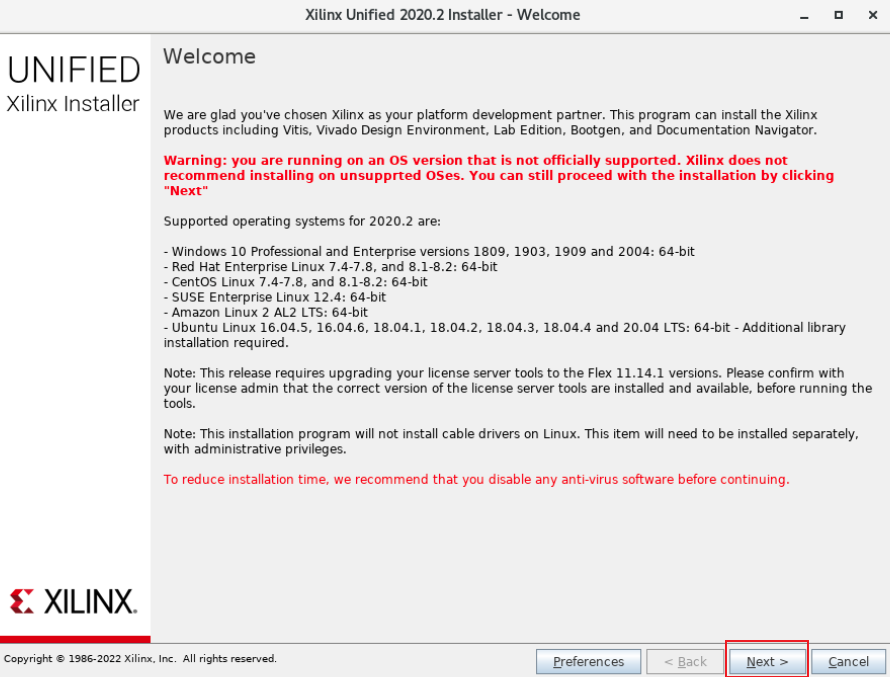 Xilinx Unified 2020.2 Installer - Welcome
UNIFIED
Xilinx Installer
Welcome
We are glad you've chosen Xilinx as your platform development partner. This program can install the Xilinx
products including Vitis, Vivado Design Environment, Lab Edition, Bootgen, and Documentation Navigator.
Warning: you are running on an OS version that is not officially supported. Xilinx does not
recommend installing on unsupprted OSes. You can still proceed with the installation by clicking
"Next"
Supported operating systems for 2020.2 are:
- Windows 10 Professional and Enterprise versions 1809, 1903, 1909 and 2004: 64-bit
- Red Hat Enterprise Linux 7.4-7.8, and 8.1-8.2: 64-bit
- CentOS Linux 7.4-7.8, and 8.1-8.2: 64-bit
- SUSE Enterprise Linux 12.4: 64-bit
- Amazon Linux 2 AL2 LTS: 64-bit
- Ubuntu Linux 16.04.5, 16.04.6, 18.04.1, 18.04.2, 18.04.3, 18.04.4 and 20.04 LTS: 64-bit - Additional library
installation required.
Note: This release requires upgrading your license server tools to the Flex 11.14.1 versions. Please confirm with
your license admin that the correct version of the license server tools are installed and available, before running the
tools.
Note: This installation program will not install cable drivers on Linux. This item will need to be installed separately,
with administrative privileges.
To reduce installation time, we recommend that you disable any anti-virus software before continuing.
XILINX.
Copyright © 1986-2022 Xilinx, Inc. All rights reserved.
Preferences
< Back
Next >
Cancel